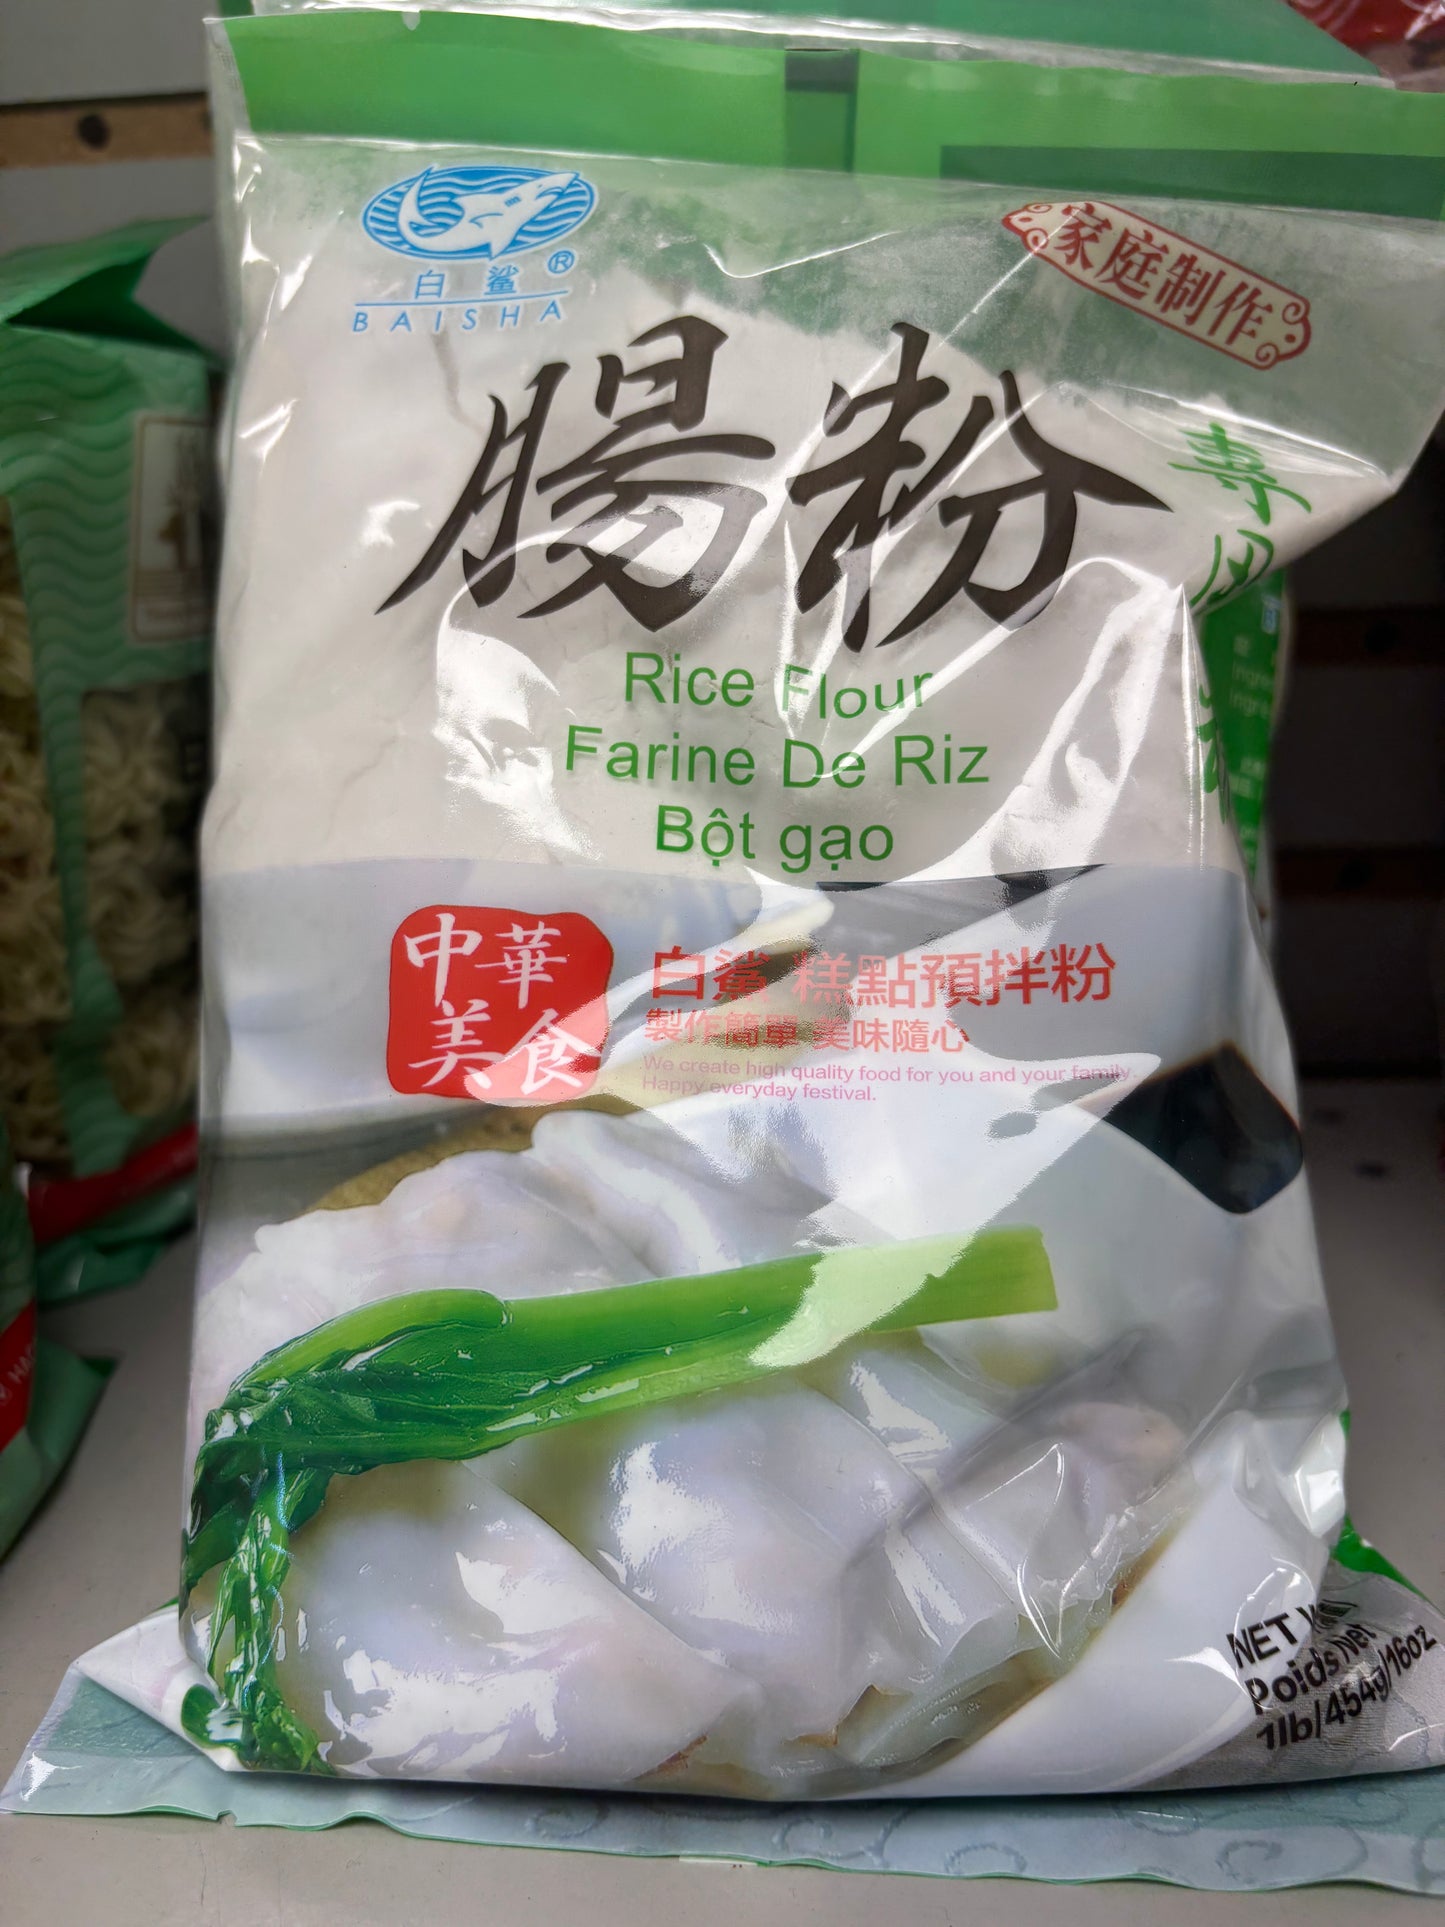 白鯊®
BAISHA
家庭制作
腸粉
Rice Flour
Farine De Riz
Bột gạo
中華
美食
白鯊 糕點預拌粉
製作簡單 美味隨心
We create high quality food for you and your family.
Happy everyday festival.
NET
Poids Net
1lb/454g/16oz